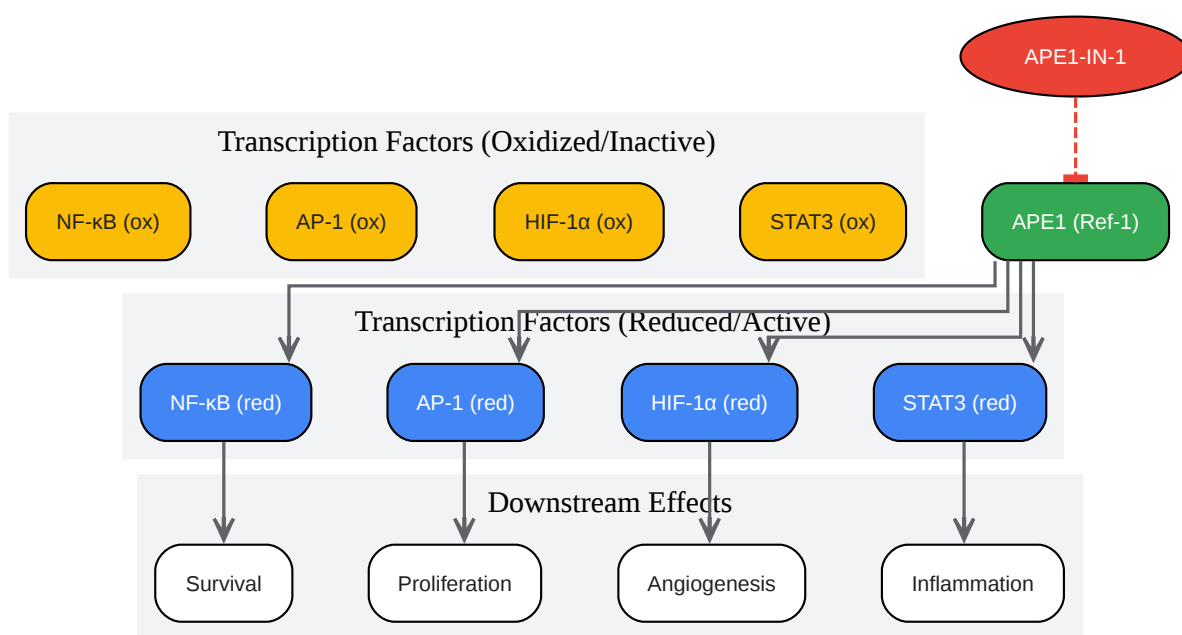 APE1-IN-1
Transcription Factors (Oxidized/Inactive)
NF-κB (ox)
AP-1 (ox)
HIF-1α (ox)
STAT3 (ox)
APE1 (Ref-1)
Transcription Factors (Reduced/Active)
NF-κB (red)
AP-1 (red)
HIF-1α (red)
STAT3 (red)
Downstream Effects
Survival
Proliferation
Angiogenesis
Inflammation